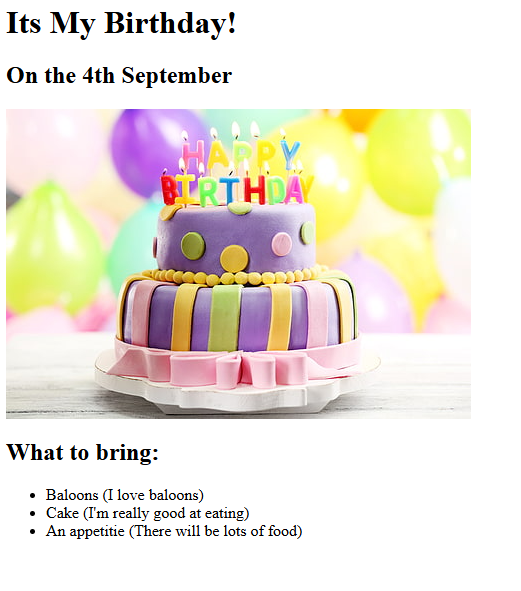 Its My Birthday!
On the 4th September
HAPPY
BIRTHDAY
What to bring:
Baloons (I love baloons)
Cake (I'm really good at eating)
An appetitie (There will be lots of food)